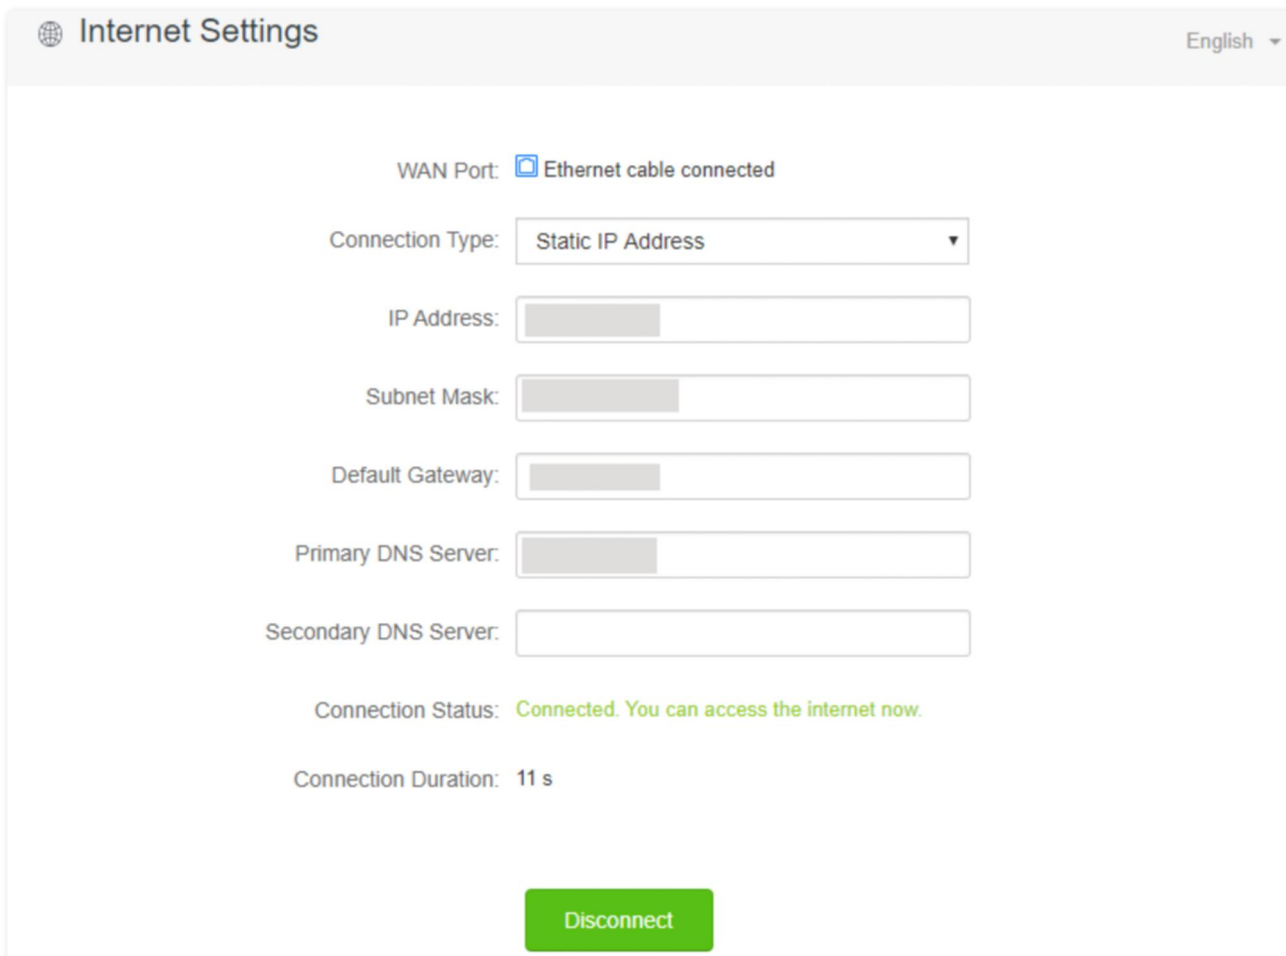 Internet Settings
English
WAN Port: Ethernet cable connected
Connection Type: Static IP Address
IP Address:
Subnet Mask:
Default Gateway:
Primary DNS Server:
Secondary DNS Server:
Connection Status: Connected. You can access the internet now.
Connection Duration: 11 s
Disconnect